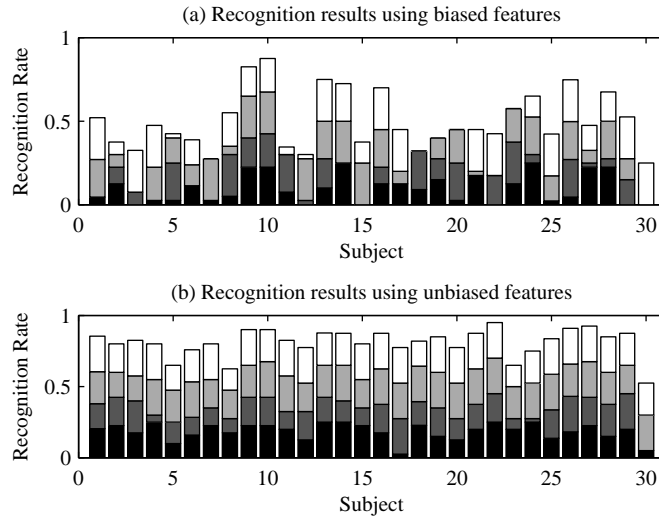 (a) Recognition results using biased features
1
0.5
0
Recognition Rate
0 5 10 15 20 25 30
Subject
(b) Recognition results using unbiased features
1
0.5
0
Recognition Rate
0 5 10 15 20 25 30
Subject